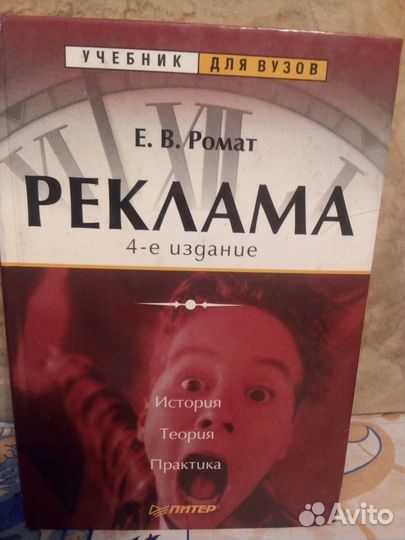 УЧЕБНИК ДЛЯ ВУЗОВ
Е. В. Ромат
РЕКЛАМА
4-е издание
История
Теория
Практика
ПИТЕР
Avito